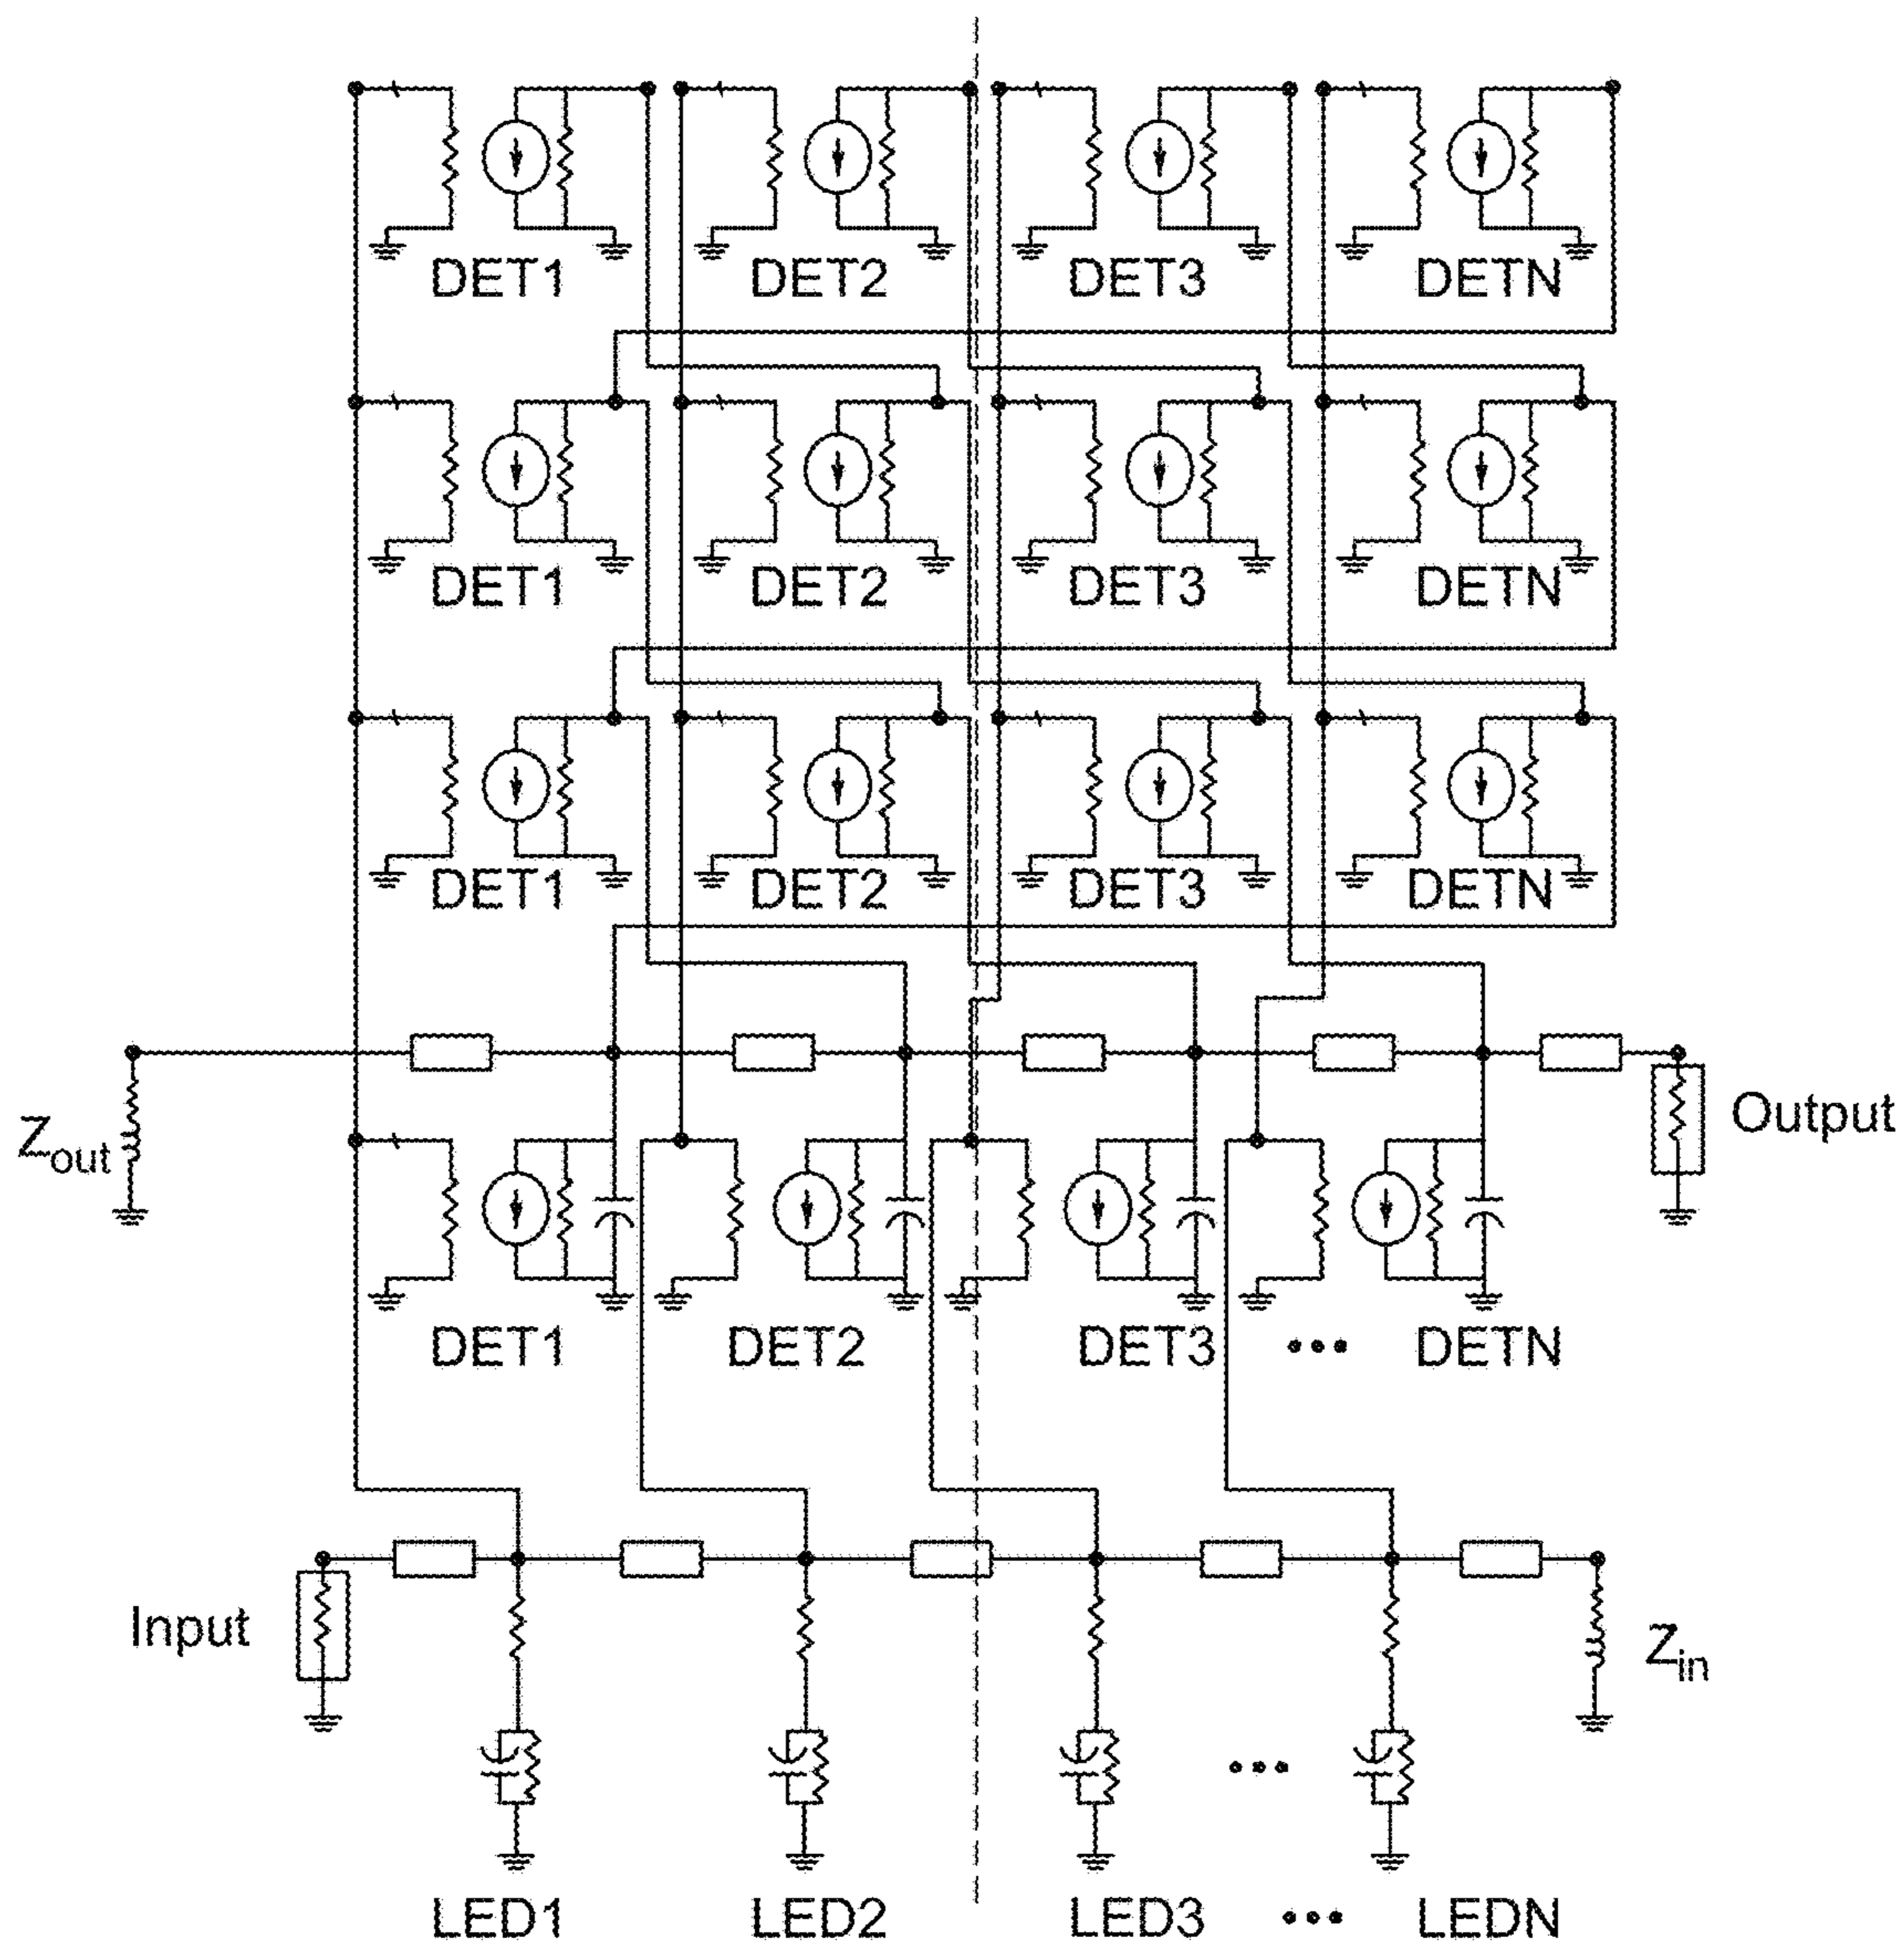 DET1 DET2 DET3 DETN
DET1 DET2 DET3 DETN
DET1 DET2 DET3 DETN
Zout
Output
DET1 DET2 DET3 ••• DETN
Input
Zin
•••
LED1 LED2 LED3 ••• LEDN